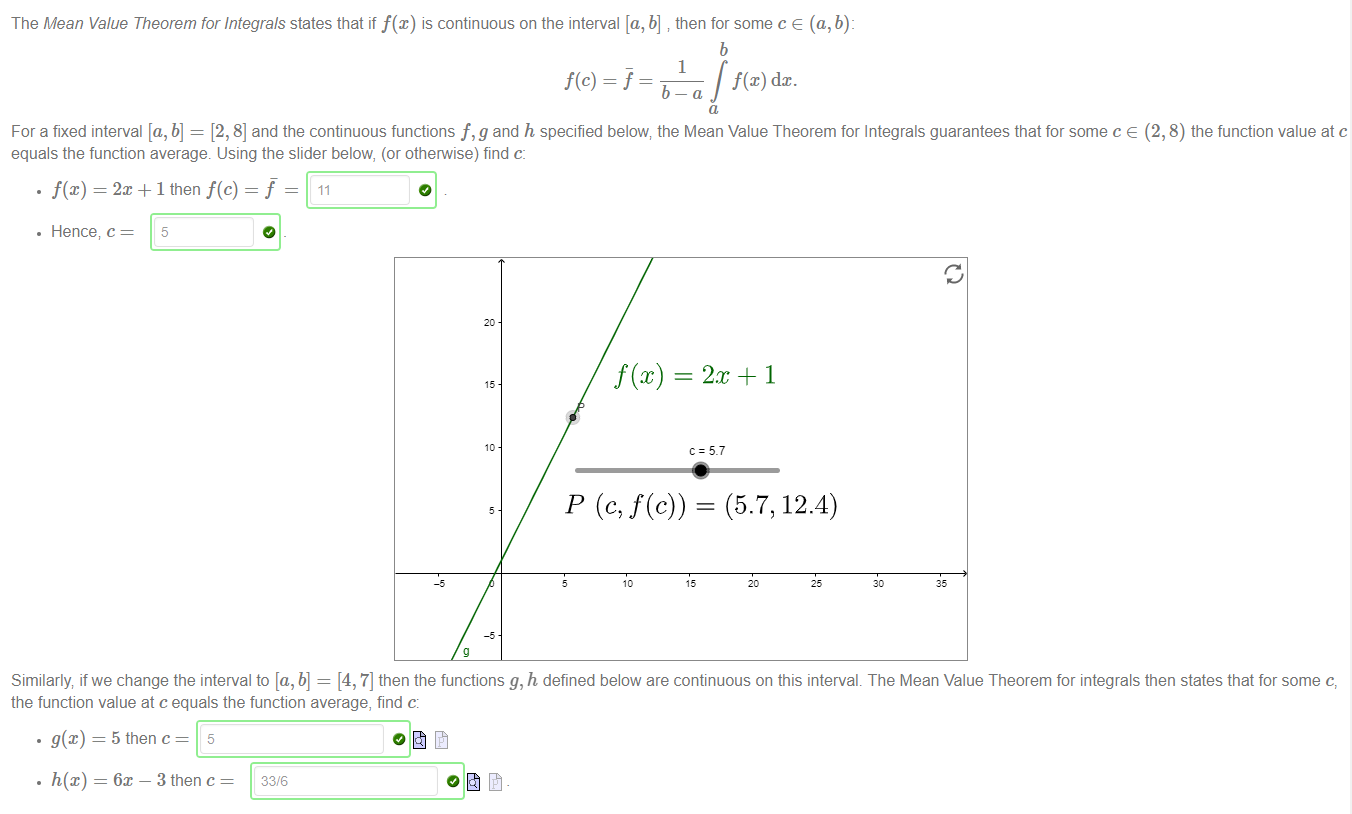 The Mean Value Theorem for Integrals states that if f(x) is continuous on the interval [a, b] , then for some c ∈ (a, b):
f(c) = f̄ = 1/(b − a) ∫_a^b f(x) dx.
For a fixed interval [a, b] = [2, 8] and the continuous functions f, g and h specified below, the Mean Value Theorem for Integrals guarantees that for some c ∈ (2, 8) the function value at c
equals the function average. Using the slider below, (or otherwise) find c:
• f(x) = 2x + 1 then f(c) = f̄ = 11 .
• Hence, c = 5 .
20
f(x) = 2x + 1
15
P
c = 5.7
10
P (c, f(c)) = (5.7, 12.4)
5
−5 0 5 10 15 20 25 30 35
−5
g
Similarly, if we change the interval to [a, b] = [4, 7] then the functions g, h defined below are continuous on this interval. The Mean Value Theorem for integrals then states that for some c,
the function value at c equals the function average, find c:
• g(x) = 5 then c = 5
• h(x) = 6x − 3 then c = 33/6 .